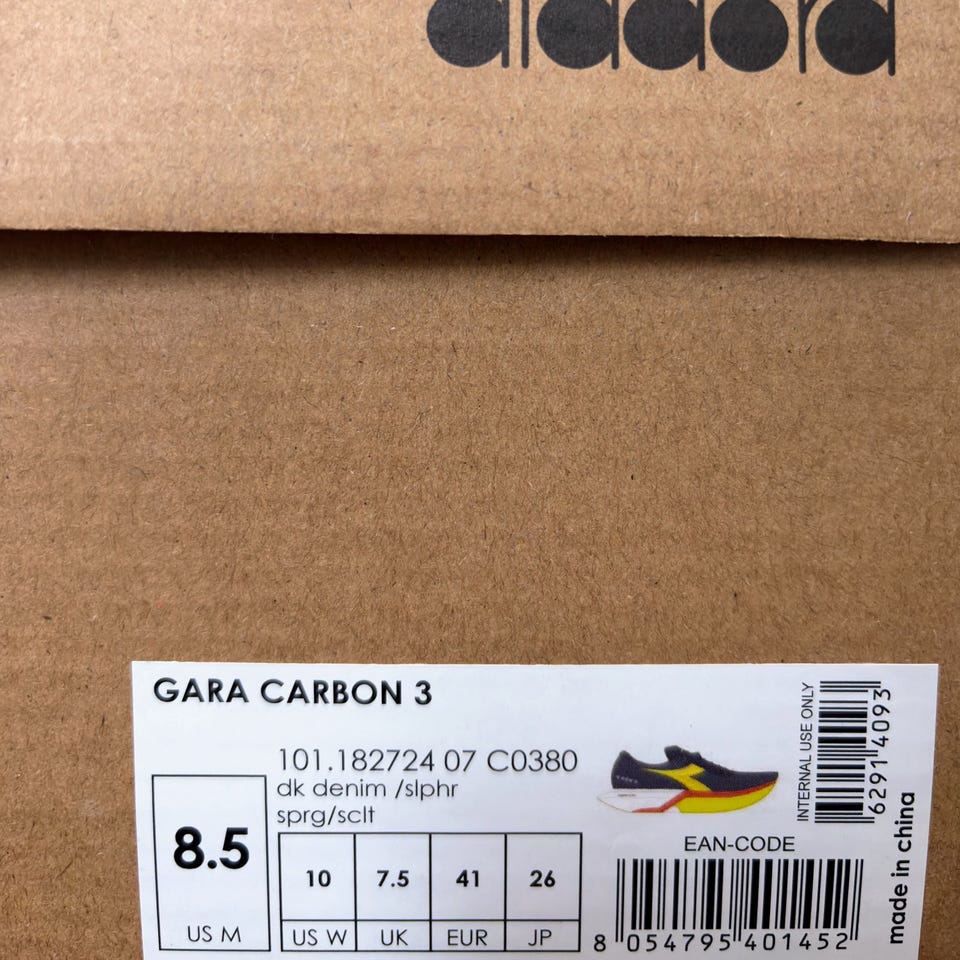 diadora
GARA CARBON 3
101.182724 07 C0380
dk denim /slphr
sprg/sclt
8.5
US M
10 7.5 41 26
US W UK EUR JP
INTERNAL USE ONLY
6291 4093
EAN-CODE
8 054795 401452
made in china